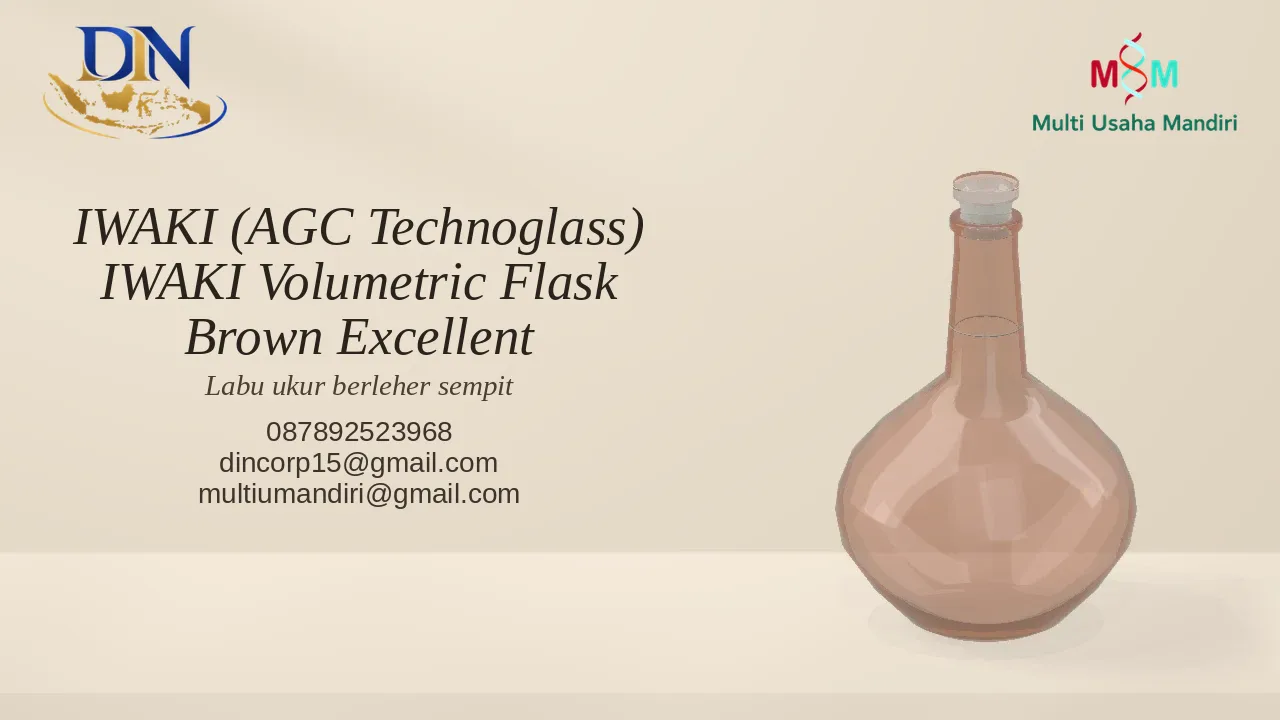 DIN
MSM
Multi Usaha Mandiri
IWAKI (AGC Technoglass)
IWAKI Volumetric Flask
Brown Excellent
Labu ukur berleher sempit
087892523968
dincorp15@gmail.com
multiumandiri@gmail.com